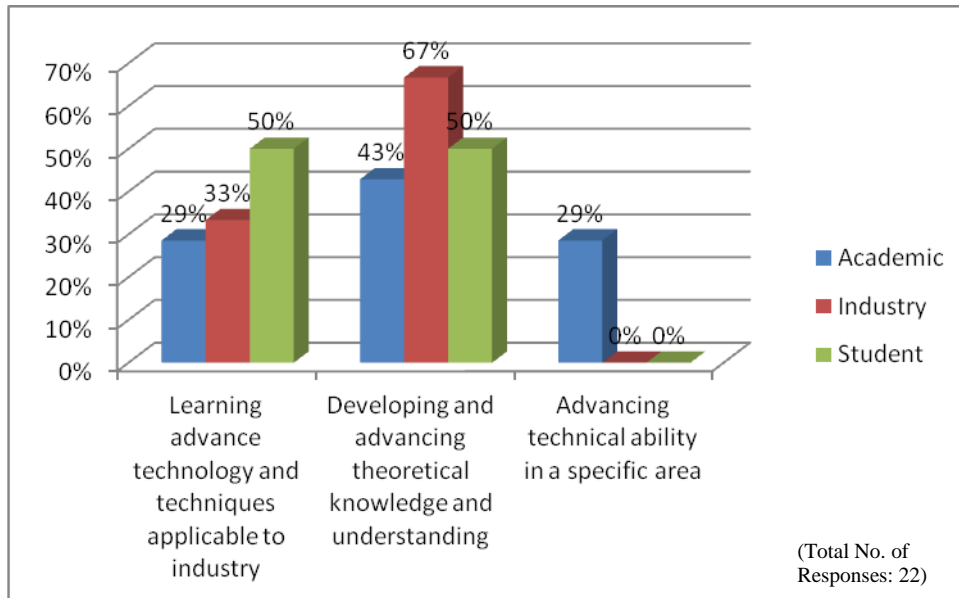 67%
70%
60%
50%
50%
50%
43%
40%
33%
29%
29%
30%
20%
10%
0%
0%
0%
Academic
Industry
Student
Learning
advance
technology and
techniques
applicable to
industry
Developing and
advancing
theoretical
knowledge and
understanding
Advancing
technical ability
in a specific area
(Total No. of
Responses: 22)